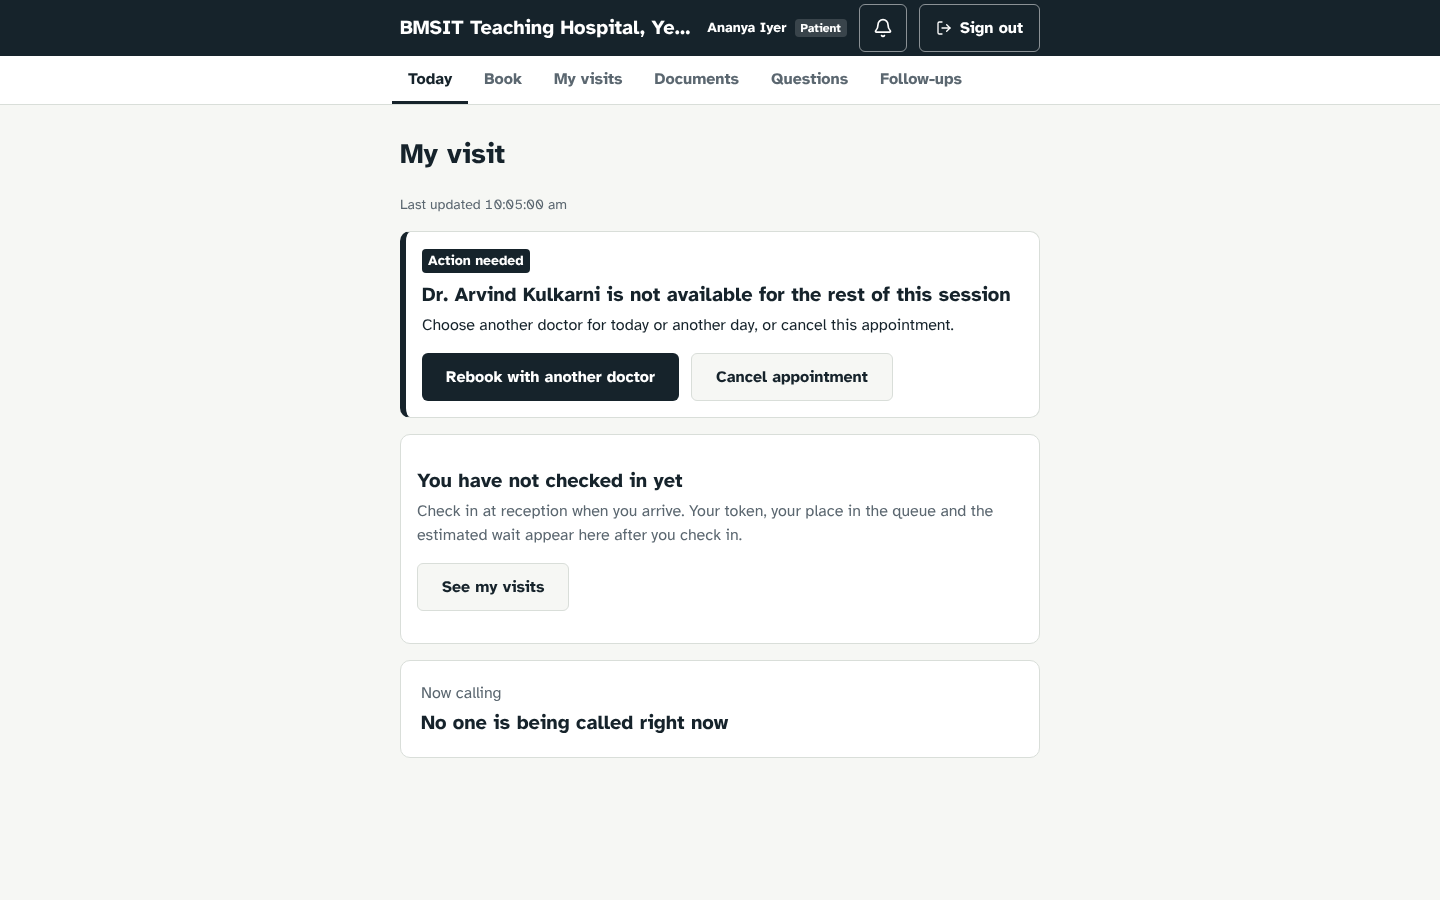 BMSIT Teaching Hospital, Ye...
Ananya Iyer
Patient
Sign out
Today
Book
My visits
Documents
Questions
Follow-ups
My visit
Last updated 10:05:00 am
Action needed
Dr. Arvind Kulkarni is not available for the rest of this session
Choose another doctor for today or another day, or cancel this appointment.
Rebook with another doctor
Cancel appointment
You have not checked in yet
Check in at reception when you arrive. Your token, your place in the queue and the
estimated wait appear here after you check in.
See my visits
Now calling
No one is being called right now